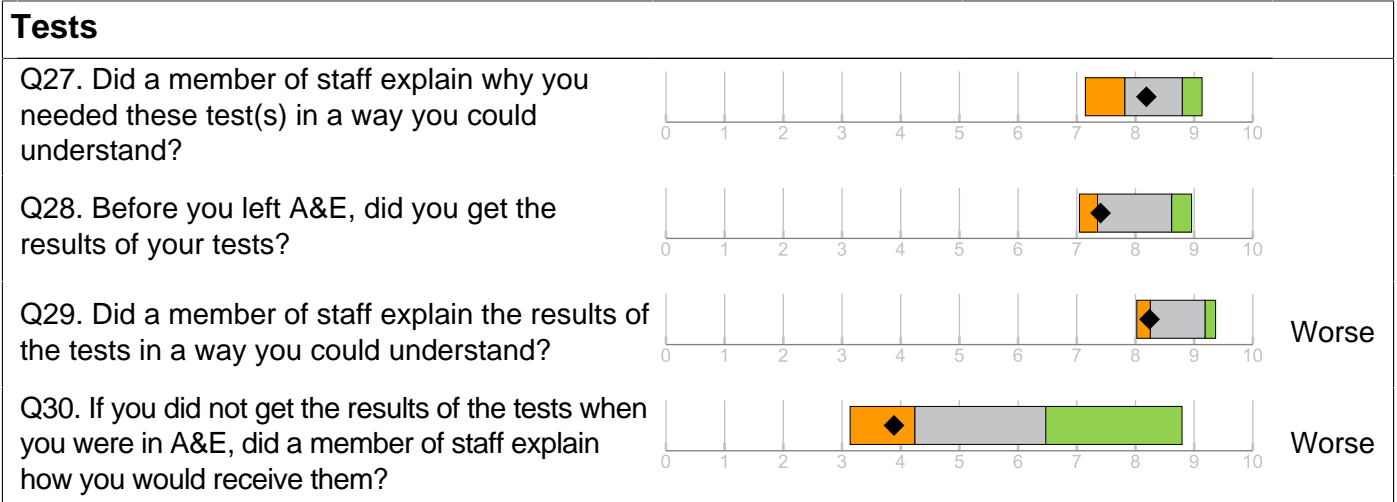 Tests
Q27. Did a member of staff explain why you
needed these test(s) in a way you could
understand?
0 1 2 3 4 5 6 7 8 9 10
Q28. Before you left A&E, did you get the
results of your tests?
0 1 2 3 4 5 6 7 8 9 10
Q29. Did a member of staff explain the results of
the tests in a way you could understand?
0 1 2 3 4 5 6 7 8 9 10
Worse
Q30. If you did not get the results of the tests when
you were in A&E, did a member of staff explain
how you would receive them?
0 1 2 3 4 5 6 7 8 9 10
Worse